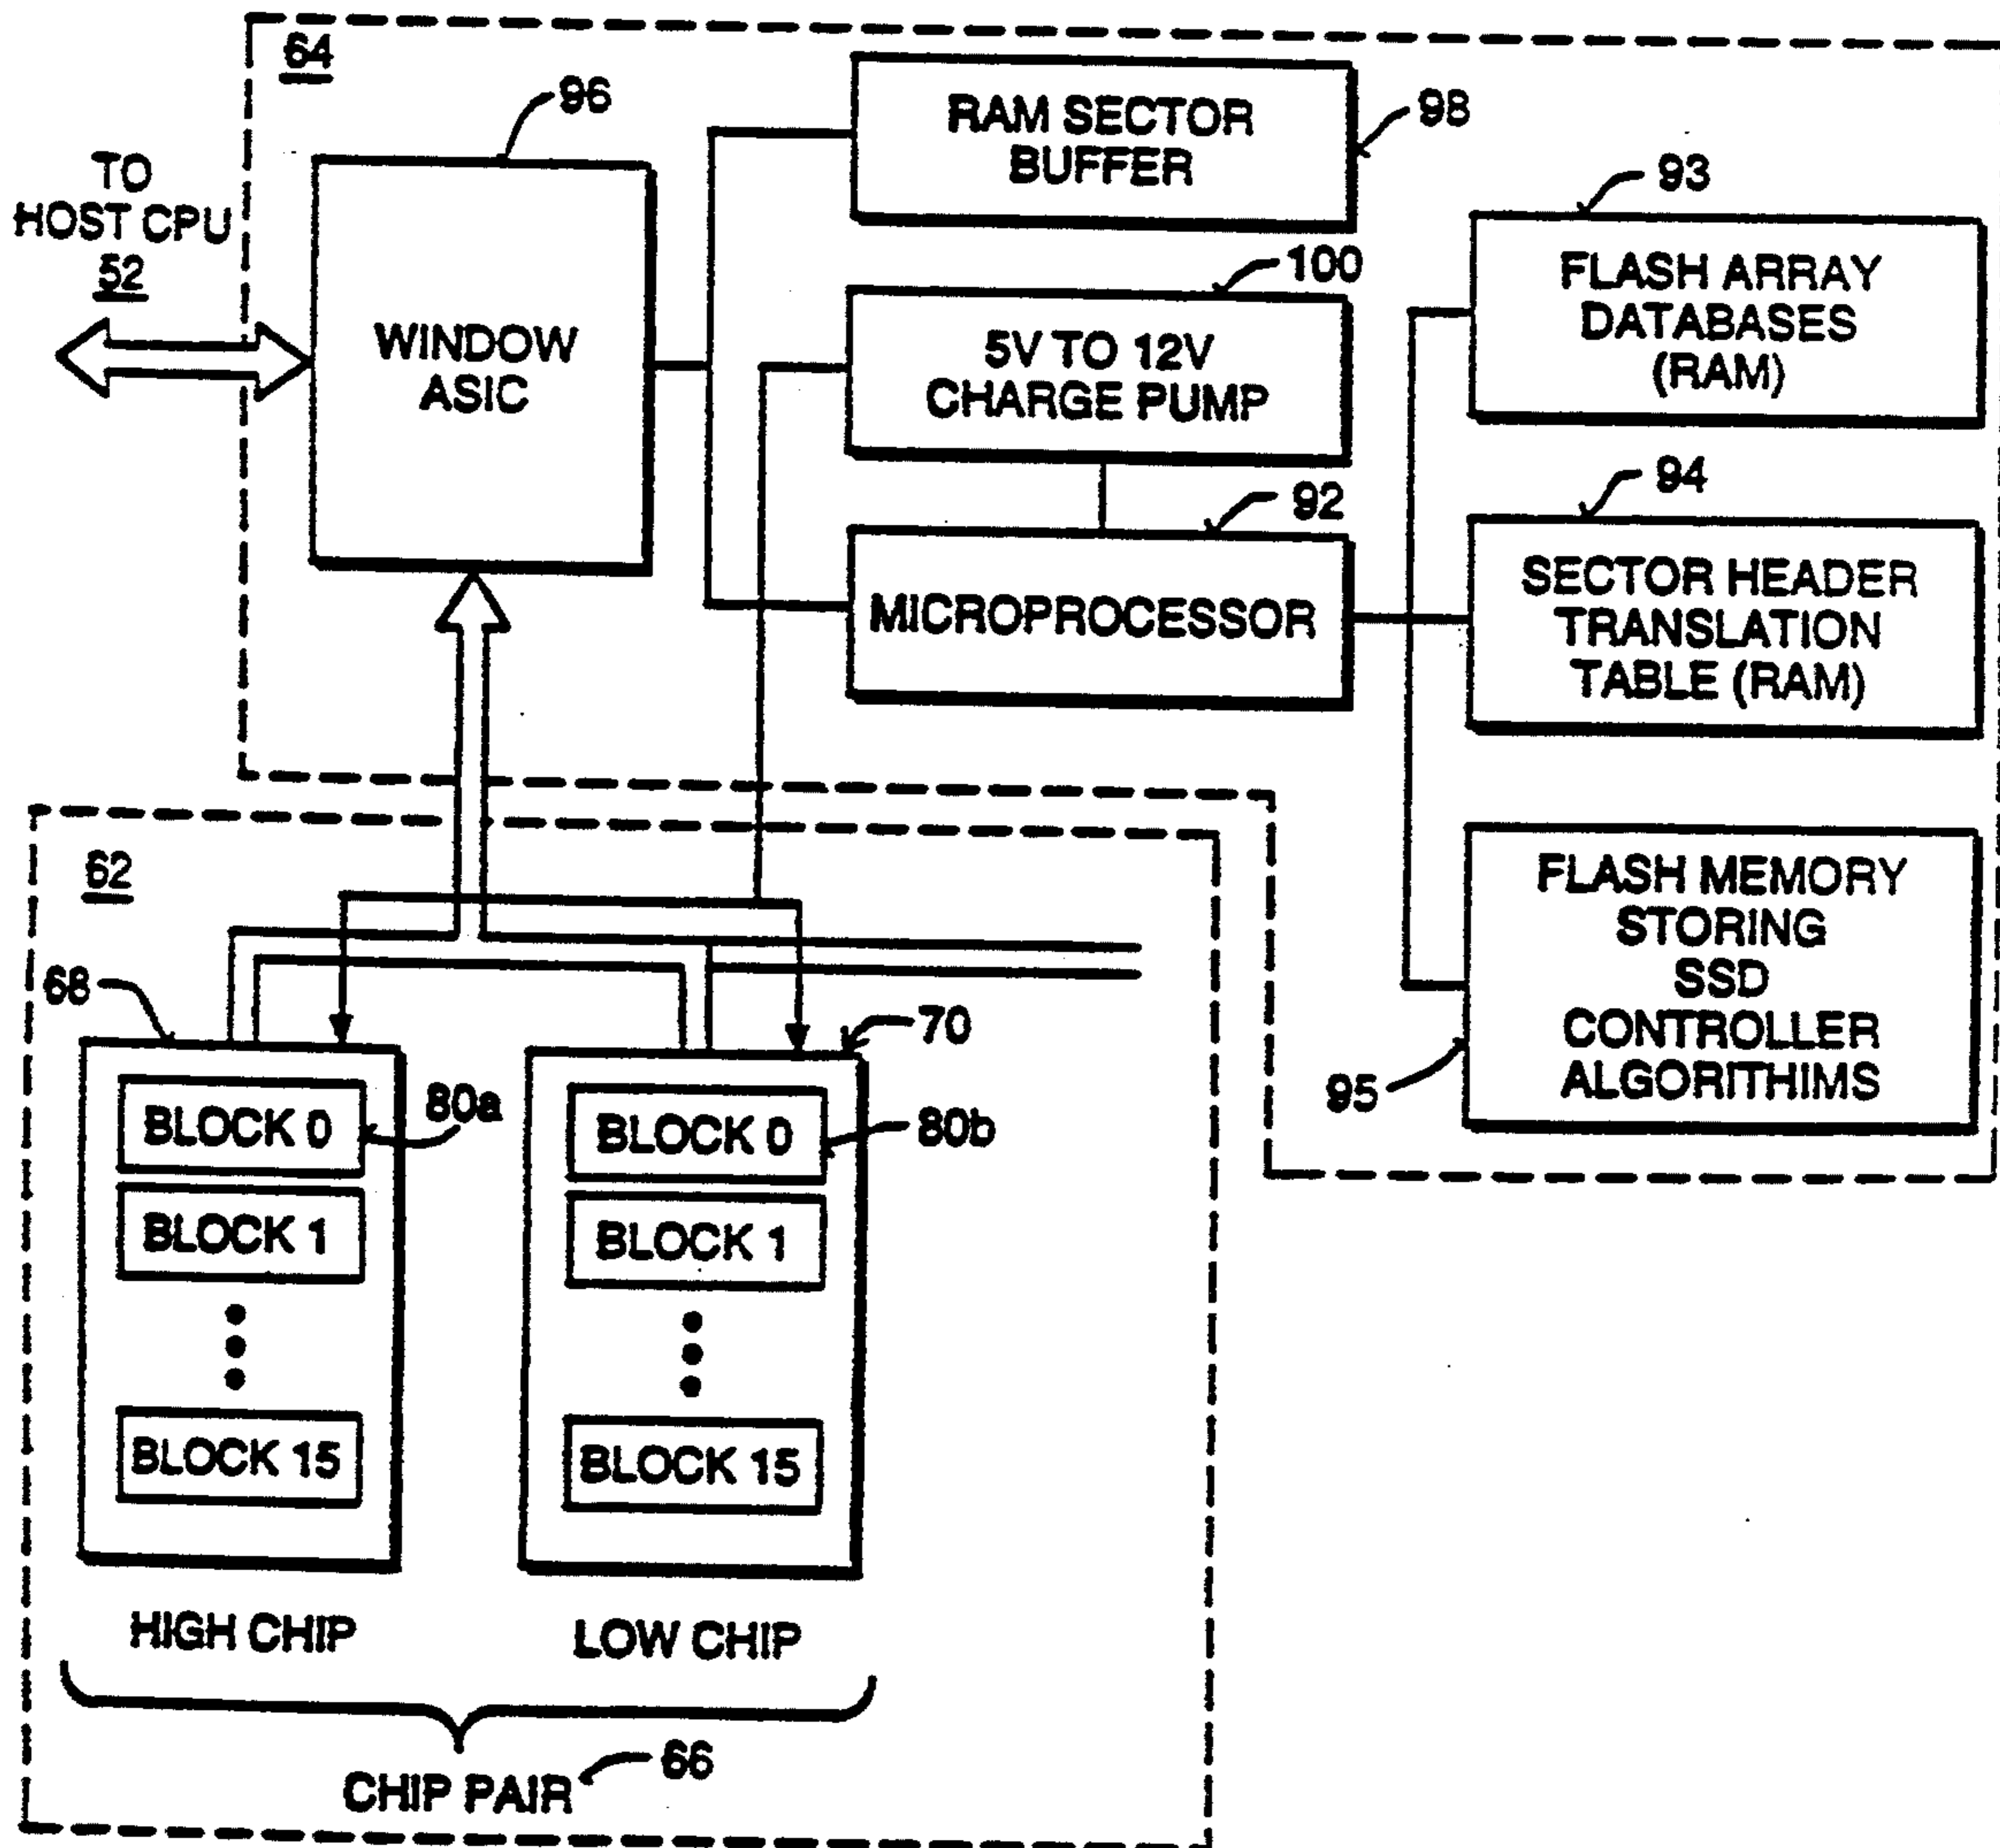 64
96
TO
HOST CPU
52
WINDOW
ASIC
RAM SECTOR
BUFFER
98
100
5V TO 12V
CHARGE PUMP
92
MICROPROCESSOR
93
FLASH ARRAY
DATABASES
(RAM)
94
SECTOR HEADER
TRANSLATION
TABLE (RAM)
FLASH MEMORY
STORING
SSD
CONTROLLER
ALGORITHIMS
95
62
68
BLOCK 0
80a
BLOCK 1
BLOCK 15
HIGH CHIP
70
BLOCK 0
80b
BLOCK 1
BLOCK 15
LOW CHIP
CHIP PAIR
66